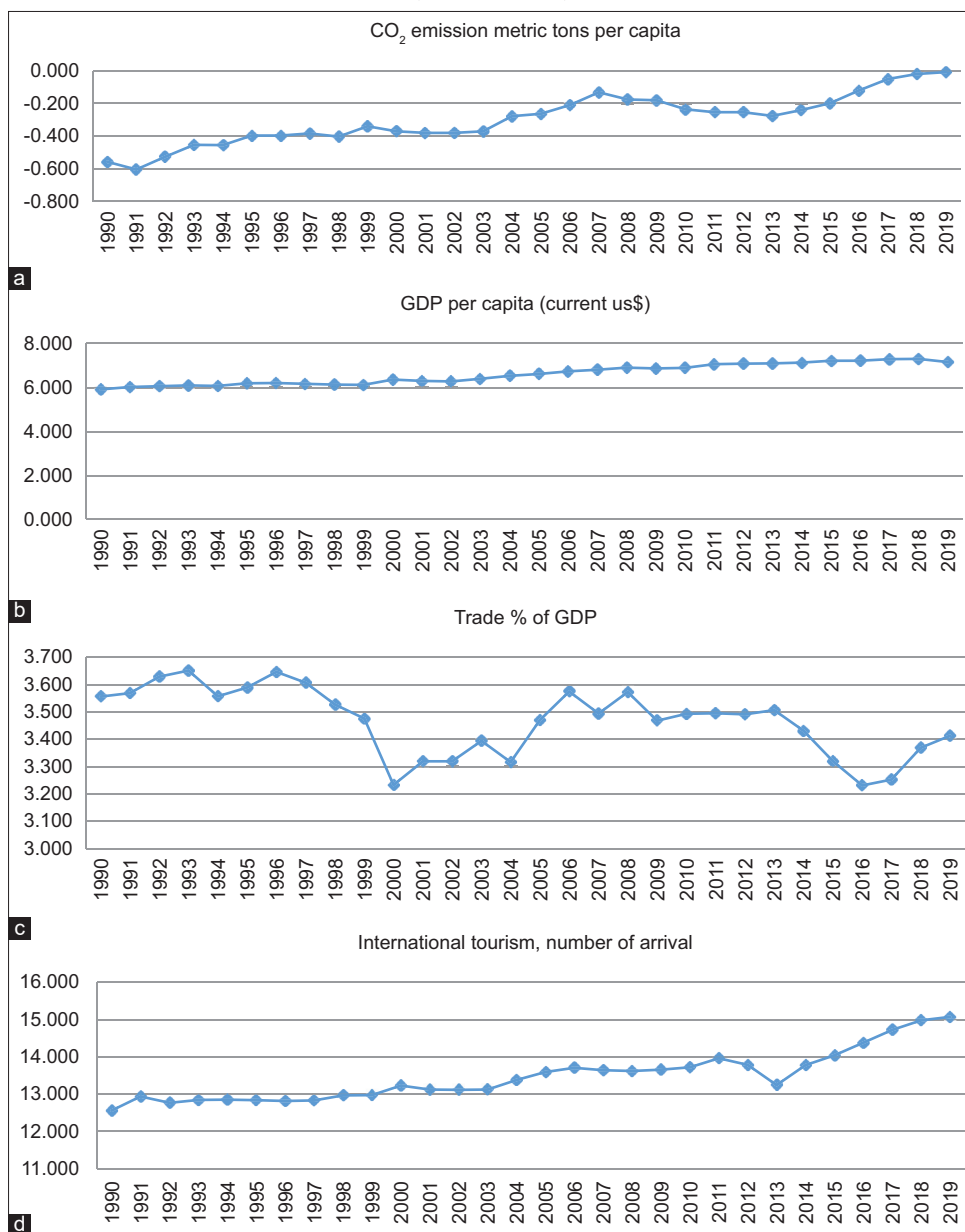 CO2 emission metric tons per capita
0.000
-0.200
-0.400
-0.600
-0.800
1990 1991 1992 1993 1994 1995 1996 1997 1998 1999 2000 2001 2002 2003 2004 2005 2006 2007 2008 2009 2010 2011 2012 2013 2014 2015 2016 2017 2018 2019
a
GDP per capita (current us$)
8.000
6.000
4.000
2.000
0.000
1990 1991 1992 1993 1994 1995 1996 1997 1998 1999 2000 2001 2002 2003 2004 2005 2006 2007 2008 2009 2010 2011 2012 2013 2014 2015 2016 2017 2018 2019
b
Trade % of GDP
3.700
3.600
3.500
3.400
3.300
3.200
3.100
3.000
1990 1991 1992 1993 1994 1995 1996 1997 1998 1999 2000 2001 2002 2003 2004 2005 2006 2007 2008 2009 2010 2011 2012 2013 2014 2015 2016 2017 2018 2019
c
International tourism, number of arrival
16.000
15.000
14.000
13.000
12.000
11.000
1990 1991 1992 1993 1994 1995 1996 1997 1998 1999 2000 2001 2002 2003 2004 2005 2006 2007 2008 2009 2010 2011 2012 2013 2014 2015 2016 2017 2018 2019
d